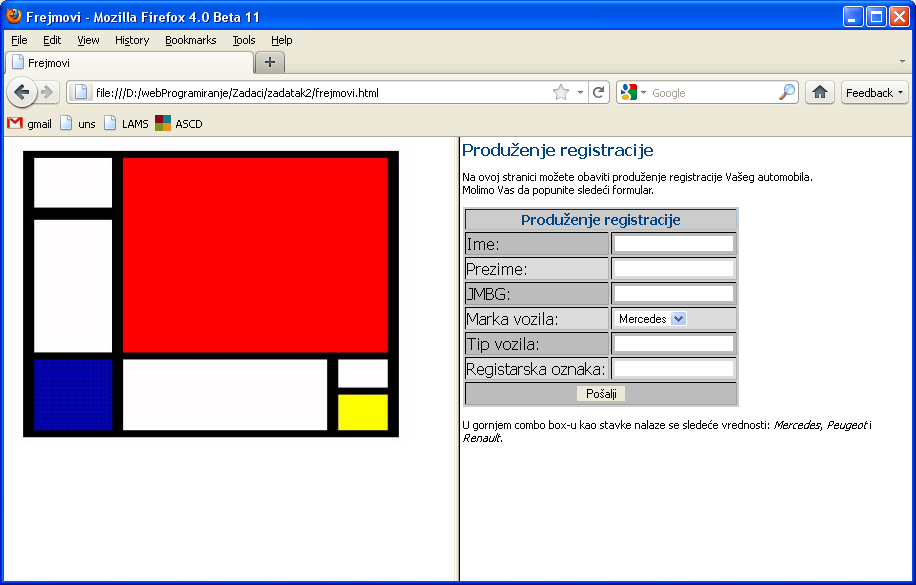 Frejmovi - Mozilla Firefox 4.0 Beta 11
File Edit View History Bookmarks Tools Help
Frejmovi
file:///D:/webProgramiranje/Zadaci/zadatak2/frejmovi.html
Google
Feedback
gmail uns LAMS ASCD
Produženje registracije
Na ovoj stranici možete obaviti produženje registracije Vašeg automobila.
Molimo Vas da popunite sledeći formular.
Produženje registracije
Ime:
Prezime:
JMBG:
Marka vozila: Mercedes
Tip vozila:
Registarska oznaka:
Pošalji
U gornjem combo box-u kao stavke nalaze se sledeće vrednosti: Mercedes, Peugeot i
Renault.